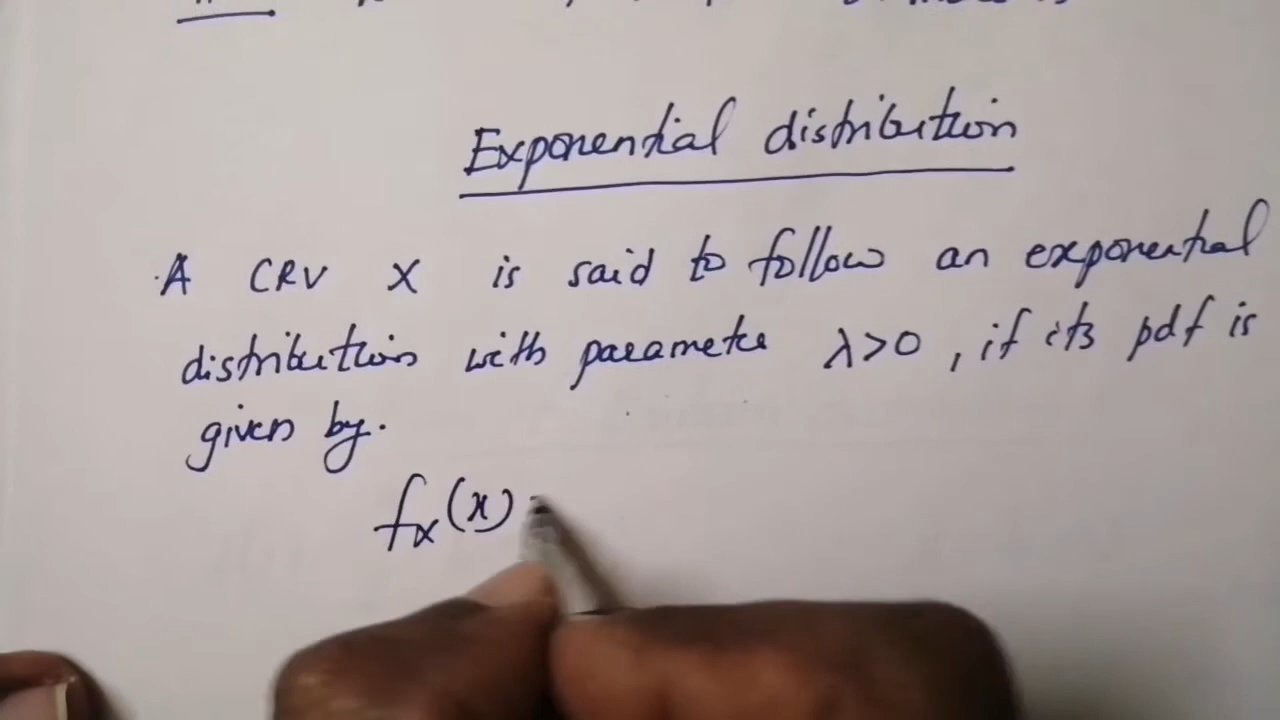 Exponential distribution
A CRV X is said to follow an exponential
distribution with parameter λ>0, if its pdf is
given by.
fx(x) =